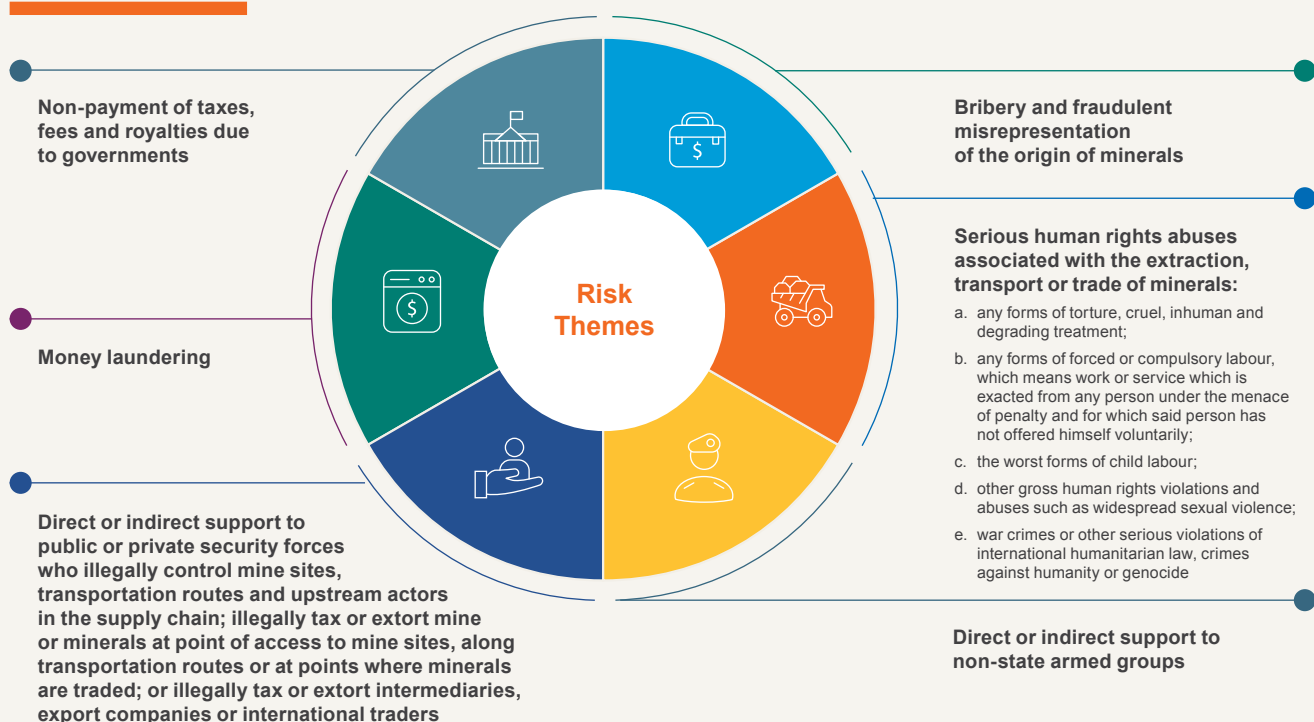 Non-payment of taxes,
fees and royalties due
to governments
Money laundering
Direct or indirect support to
public or private security forces
who illegally control mine sites,
transportation routes and upstream actors
in the supply chain; illegally tax or extort mine
or minerals at point of access to mine sites, along
transportation routes or at points where minerals
are traded; or illegally tax or extort intermediaries,
export companies or international traders
$
$
Risk
Themes
Bribery and fraudulent
misrepresentation
of the origin of minerals
Serious human rights abuses
associated with the extraction,
transport or trade of minerals:
a. any forms of torture, cruel, inhuman and
degrading treatment;
b. any forms of forced or compulsory labour,
which means work or service which is
exacted from any person under the menace
of penalty and for which said person has
not offered himself voluntarily;
c. the worst forms of child labour;
d. other gross human rights violations and
abuses such as widespread sexual violence;
e. war crimes or other serious violations of
international humanitarian law, crimes
against humanity or genocide
Direct or indirect support to
non-state armed groups